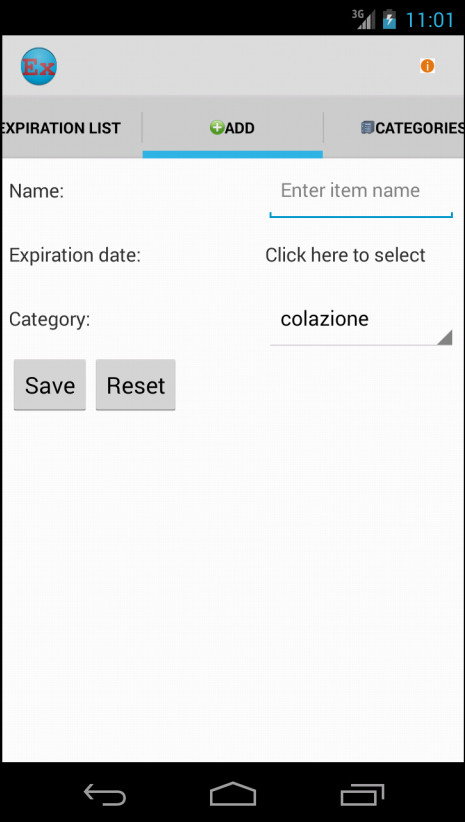 3G 11:01
Ex
EXPIRATION LIST ADD CATEGORIES
Name: Enter item name
Expiration date: Click here to select
Category: colazione
Save Reset